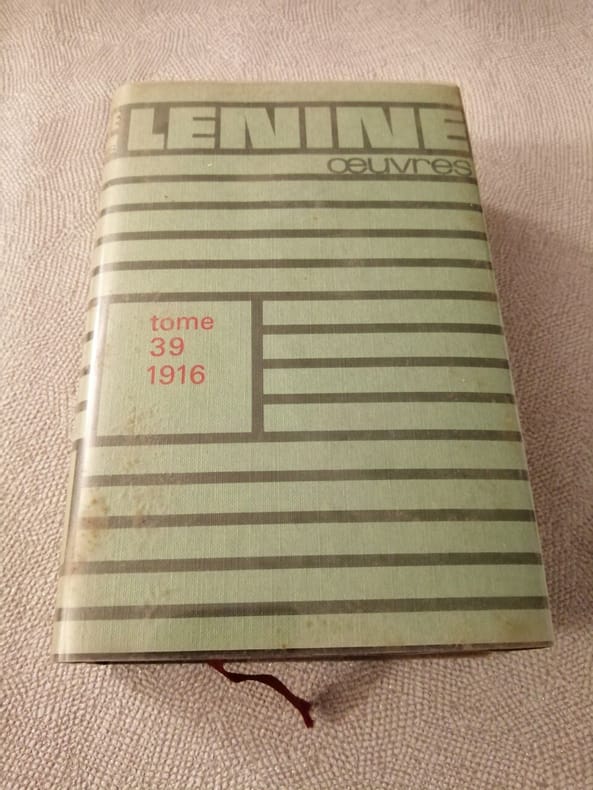 LENINE
œuvres
tome
39
1916